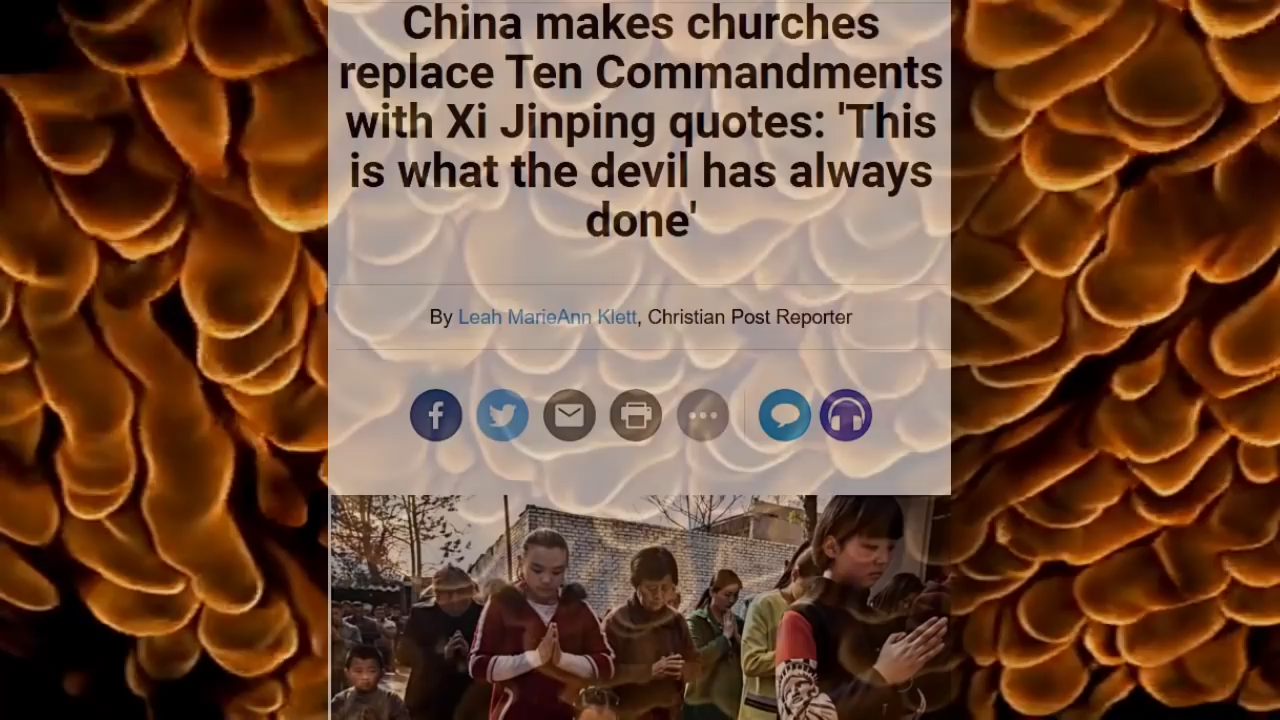 China makes churches
replace Ten Commandments
with Xi Jinping quotes: 'This
is what the devil has always
done'
By Leah MarieAnn Klett, Christian Post Reporter